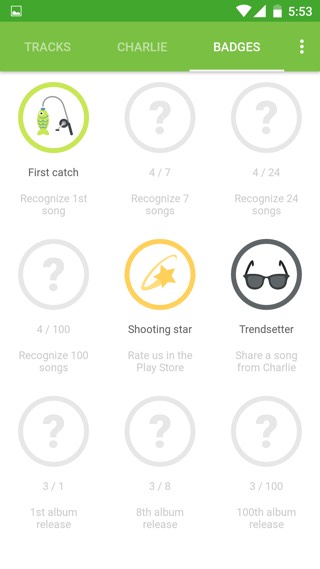 5:53
TRACKS CHARLIE BADGES
?
?
First catch
4 / 7
4 / 24
Recognize 1st
song
Recognize 7
songs
Recognize 24
songs
?
4 / 100
Shooting star
Trendsetter
Recognize 100
songs
Rate us in the
Play Store
Share a song
from Charlie
?
?
?
3 / 1
3 / 8
3 / 100
1st album
release
8th album
release
100th album
release